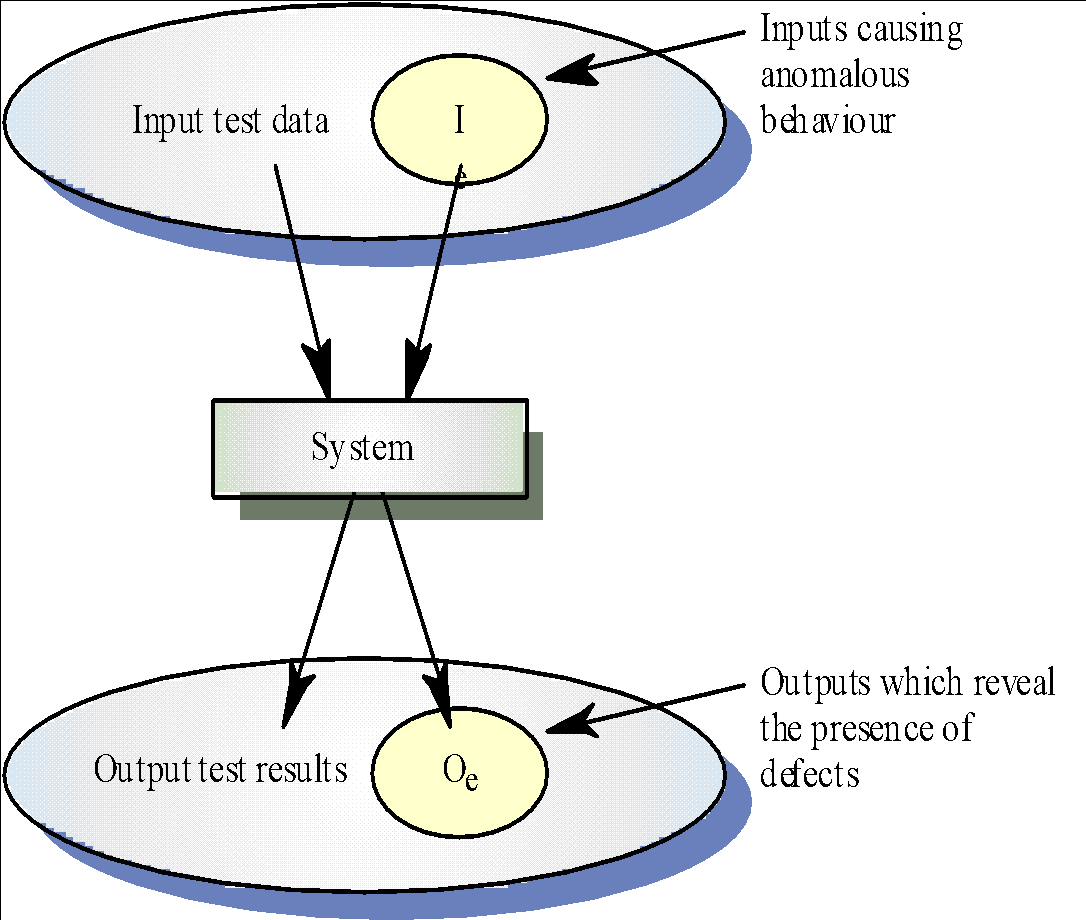 Inputs causing
anomalous
behaviour
Input test data
I
e
System
Outputs which reveal
the presence of
defects
Output test results
Oe